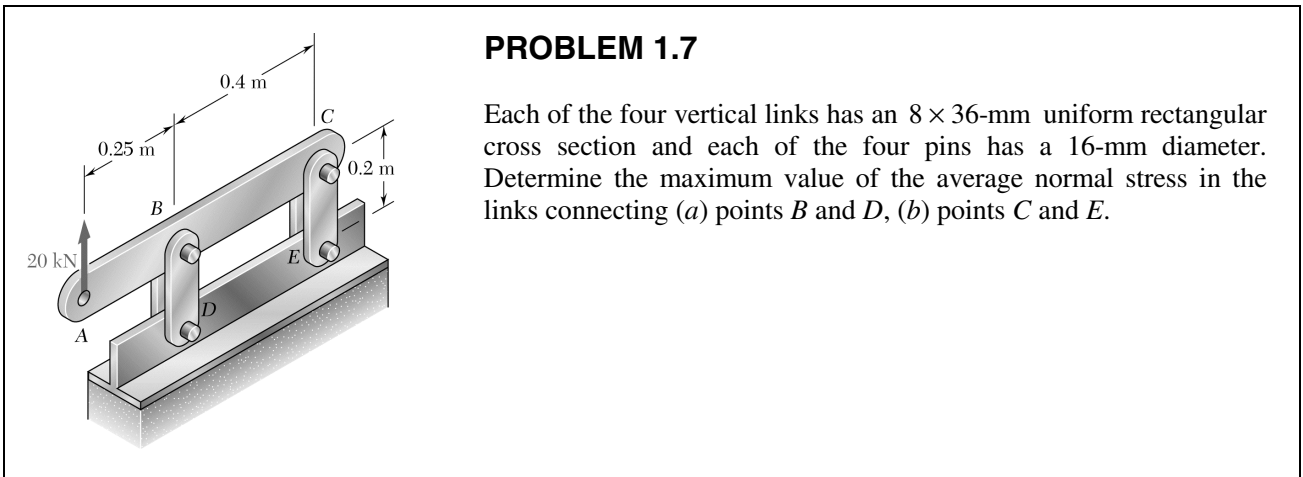 PROBLEM 1.7
Each of the four vertical links has an 8 × 36-mm uniform rectangular
cross section and each of the four pins has a 16-mm diameter.
Determine the maximum value of the average normal stress in the
links connecting (a) points B and D, (b) points C and E.
0.4 m
C
0.25 m
0.2 m
B
20 kN
E
D
A